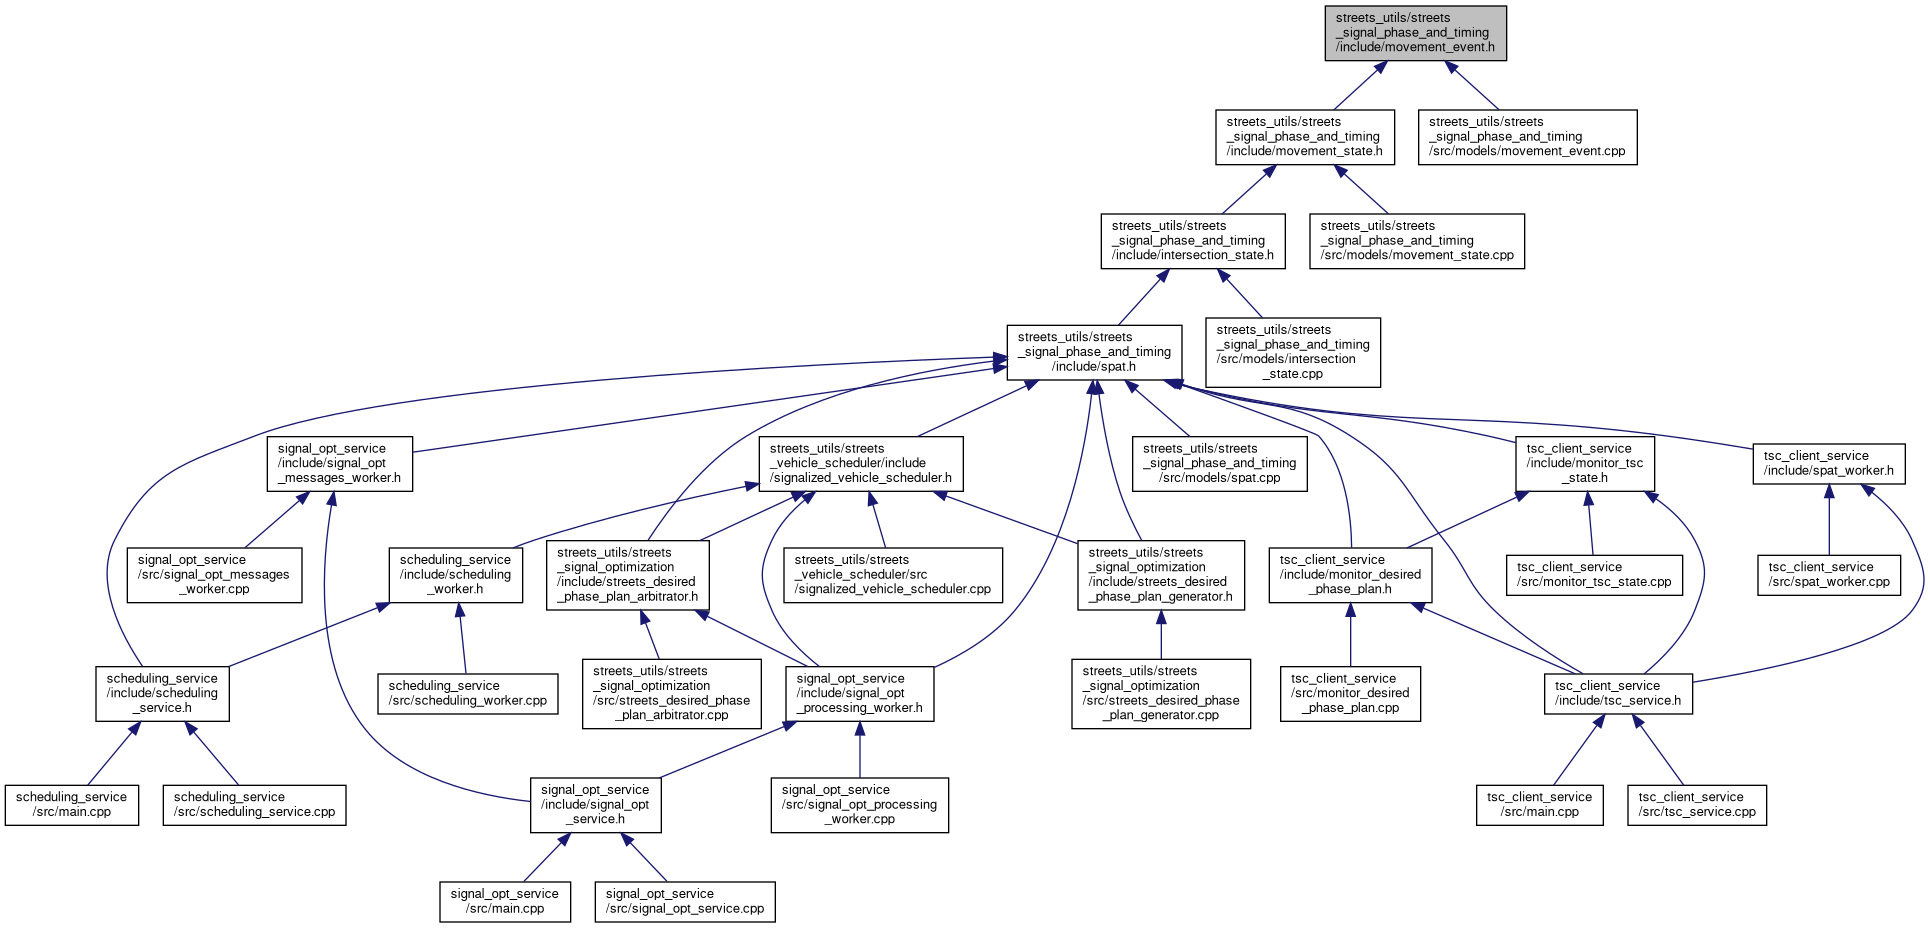 streets_utils/streets
_signal_phase_and_timing
/include/movement_event.h
streets_utils/streets
_signal_phase_and_timing
/include/movement_state.h
streets_utils/streets
_signal_phase_and_timing
/src/models/movement_event.cpp
streets_utils/streets
_signal_phase_and_timing
/include/intersection_state.h
streets_utils/streets
_signal_phase_and_timing
/src/models/movement_state.cpp
streets_utils/streets
_signal_phase_and_timing
/include/spat.h
streets_utils/streets
_signal_phase_and_timing
/src/models/intersection
_state.cpp
signal_opt_service
/include/signal_opt
_messages_worker.h
streets_utils/streets
_vehicle_scheduler/include
/signalized_vehicle_scheduler.h
streets_utils/streets
_signal_phase_and_timing
/src/models/spat.cpp
tsc_client_service
/include/monitor_tsc
_state.h
tsc_client_service
/include/spat_worker.h
signal_opt_service
/src/signal_opt_messages
_worker.cpp
scheduling_service
/include/scheduling
_worker.h
streets_utils/streets
_signal_optimization
/include/streets_desired
_phase_plan_arbitrator.h
streets_utils/streets
_vehicle_scheduler/src
/signalized_vehicle_scheduler.cpp
streets_utils/streets
_signal_optimization
/include/streets_desired
_phase_plan_generator.h
tsc_client_service
/include/monitor_desired
_phase_plan.h
tsc_client_service
/src/monitor_tsc_state.cpp
tsc_client_service
/src/spat_worker.cpp
scheduling_service
/include/scheduling
_service.h
scheduling_service
/src/scheduling_worker.cpp
streets_utils/streets
_signal_optimization
/src/streets_desired_phase
_plan_arbitrator.cpp
signal_opt_service
/include/signal_opt
_processing_worker.h
streets_utils/streets
_signal_optimization
/src/streets_desired_phase
_plan_generator.cpp
tsc_client_service
/src/monitor_desired
_phase_plan.cpp
tsc_client_service
/include/tsc_service.h
scheduling_service
/src/main.cpp
scheduling_service
/src/scheduling_service.cpp
signal_opt_service
/include/signal_opt
_service.h
signal_opt_service
/src/signal_opt_processing
_worker.cpp
tsc_client_service
/src/main.cpp
tsc_client_service
/src/tsc_service.cpp
signal_opt_service
/src/main.cpp
signal_opt_service
/src/signal_opt_service.cpp